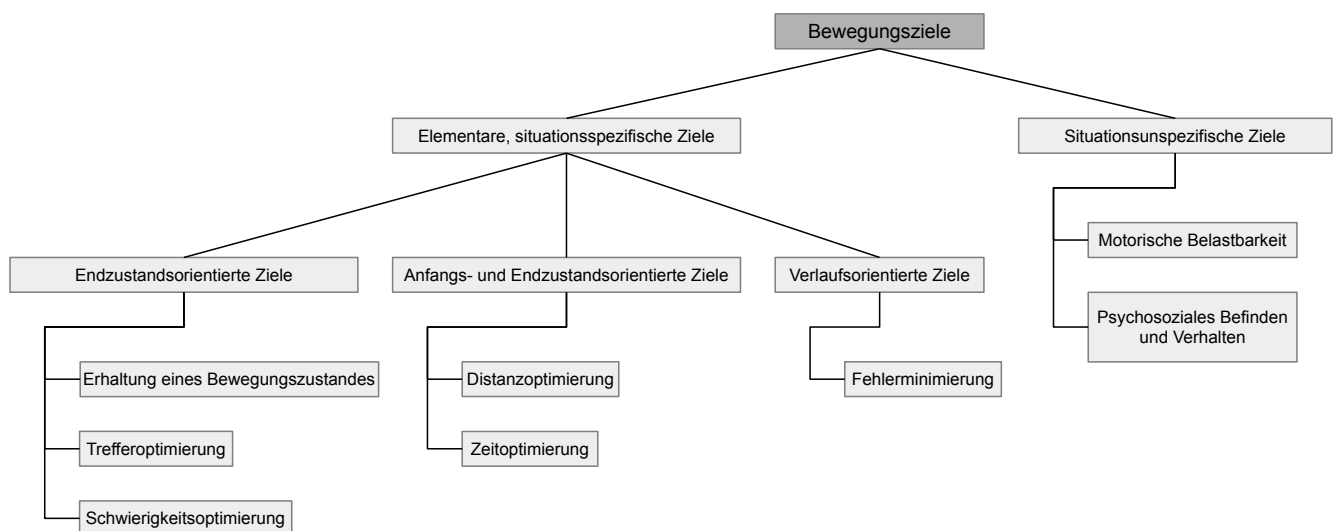 Bewegungsziele
Elementare, situationsspezifische Ziele
Situationsunspezifische Ziele
Motorische Belastbarkeit
Endzustandsorientierte Ziele
Anfangs- und Endzustandsorientierte Ziele
Verlaufsorientierte Ziele
Psychosoziales Befinden
und Verhalten
Erhaltung eines Bewegungszustandes
Distanzoptimierung
Fehlerminimierung
Trefferoptimierung
Zeitoptimierung
Schwierigkeitsoptimierung